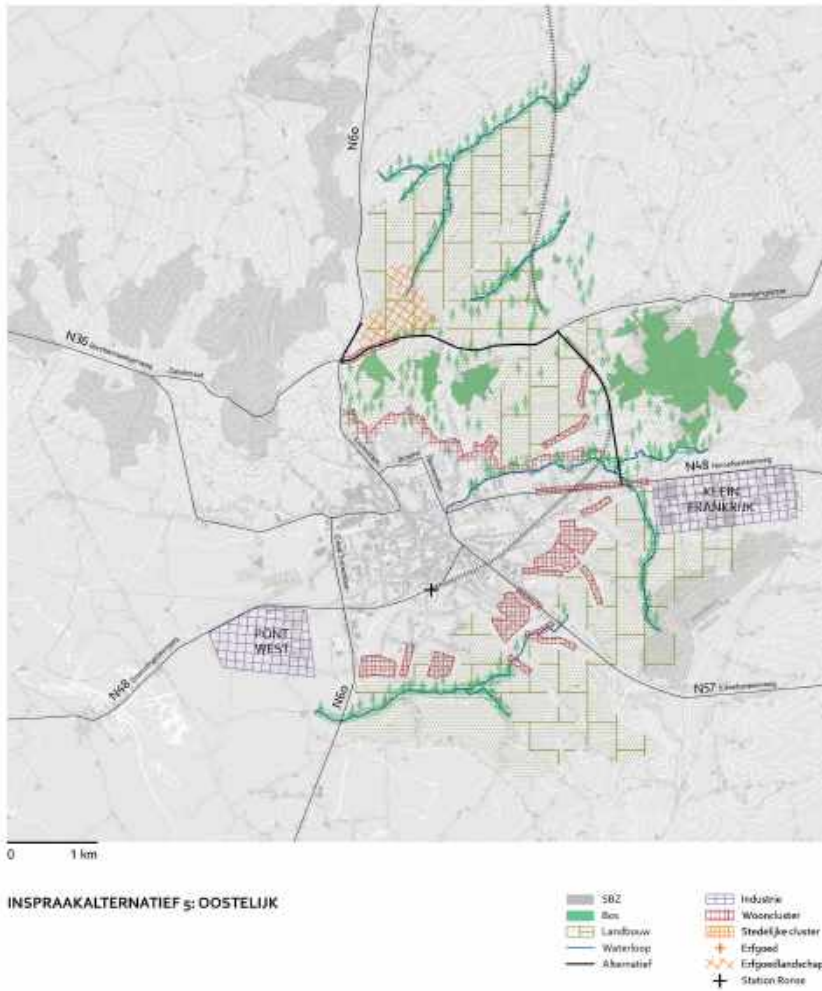 N60
N36
N48
KLEIN
FRANKRIJK
PONT
WEST
N48
N60
N57
0 1 km
INSPRAAKALTERNATIEF 5: OOSTELIJK
SBZ
Bos
Landbouw
Waterloop
Alternatief
Industrie
Wooncluster
Stedelijke cluster
Erfgoed
Erfgoedlandschap
Station Ronse